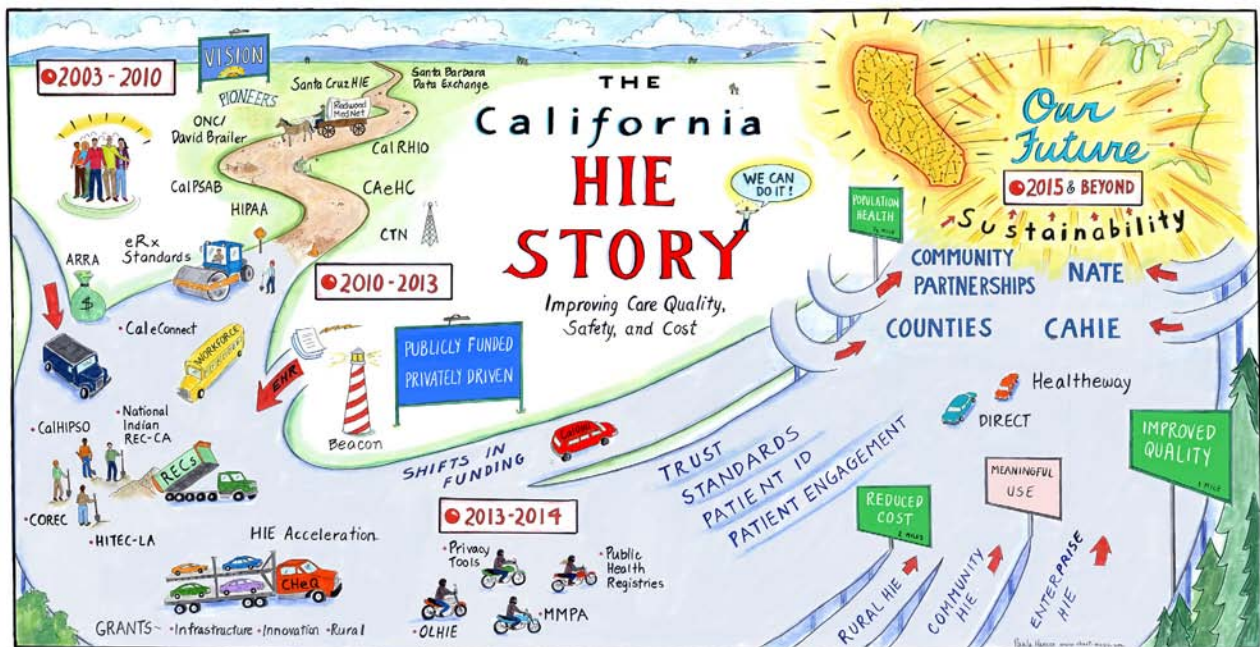 THE
California
HIE
STORY
Improving Care Quality,
Safety, and Cost
WE CAN
DO IT!
2003-2010
VISION
PIONEERS
Santa Cruz HIE
Santa Barbara
Data Exchange
Redwood
MedNet
ONC/
David Brailer
CalRHIO
CalPSAB
CAeHC
HIPAA
CTN
eRx
Standards
ARRA
$
2010-2013
• CaleConnect
WORKFORCE
EHR
Beacon
PUBLICLY FUNDED
PRIVATELY DRIVEN
• CalHIPSO
• National
Indian
REC-CA
RECs
• COREC
• HITEC-LA
HIE Acceleration
CHeQ
GRANTS~ • Infrastructure • Innovation • Rural
SHIFTS IN
FUNDING
2013-2014
• Privacy
Tools
• Public
Health
Registries
• OLHIE
• MMPA
TRUST
STANDARDS
PATIENT ID
PATIENT ENGAGEMENT
Our
Future
2015 & BEYOND
Sustainability
POPULATION
HEALTH
COMMUNITY
PARTNERSHIPS
NATE
COUNTIES
CAHIE
Healtheway
DIRECT
IMPROVED
QUALITY
1 MILE
MEANINGFUL
USE
REDUCED
COST
2 MILES
RURAL HIE
COMMUNITY
HIE
ENTERPRISE
HIE